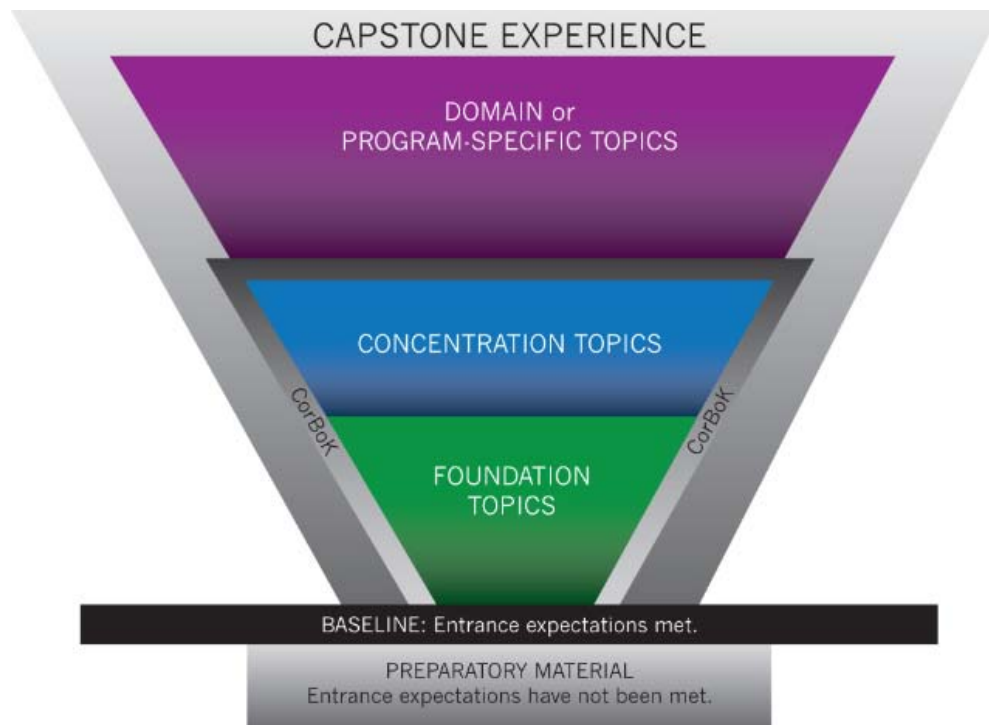 CAPSTONE EXPERIENCE
DOMAIN or
PROGRAM-SPECIFIC TOPICS
CONCENTRATION TOPICS
CorBoK
CorBoK
FOUNDATION
TOPICS
BASELINE: Entrance expectations met.
PREPARATORY MATERIAL
Entrance expectations have not been met.